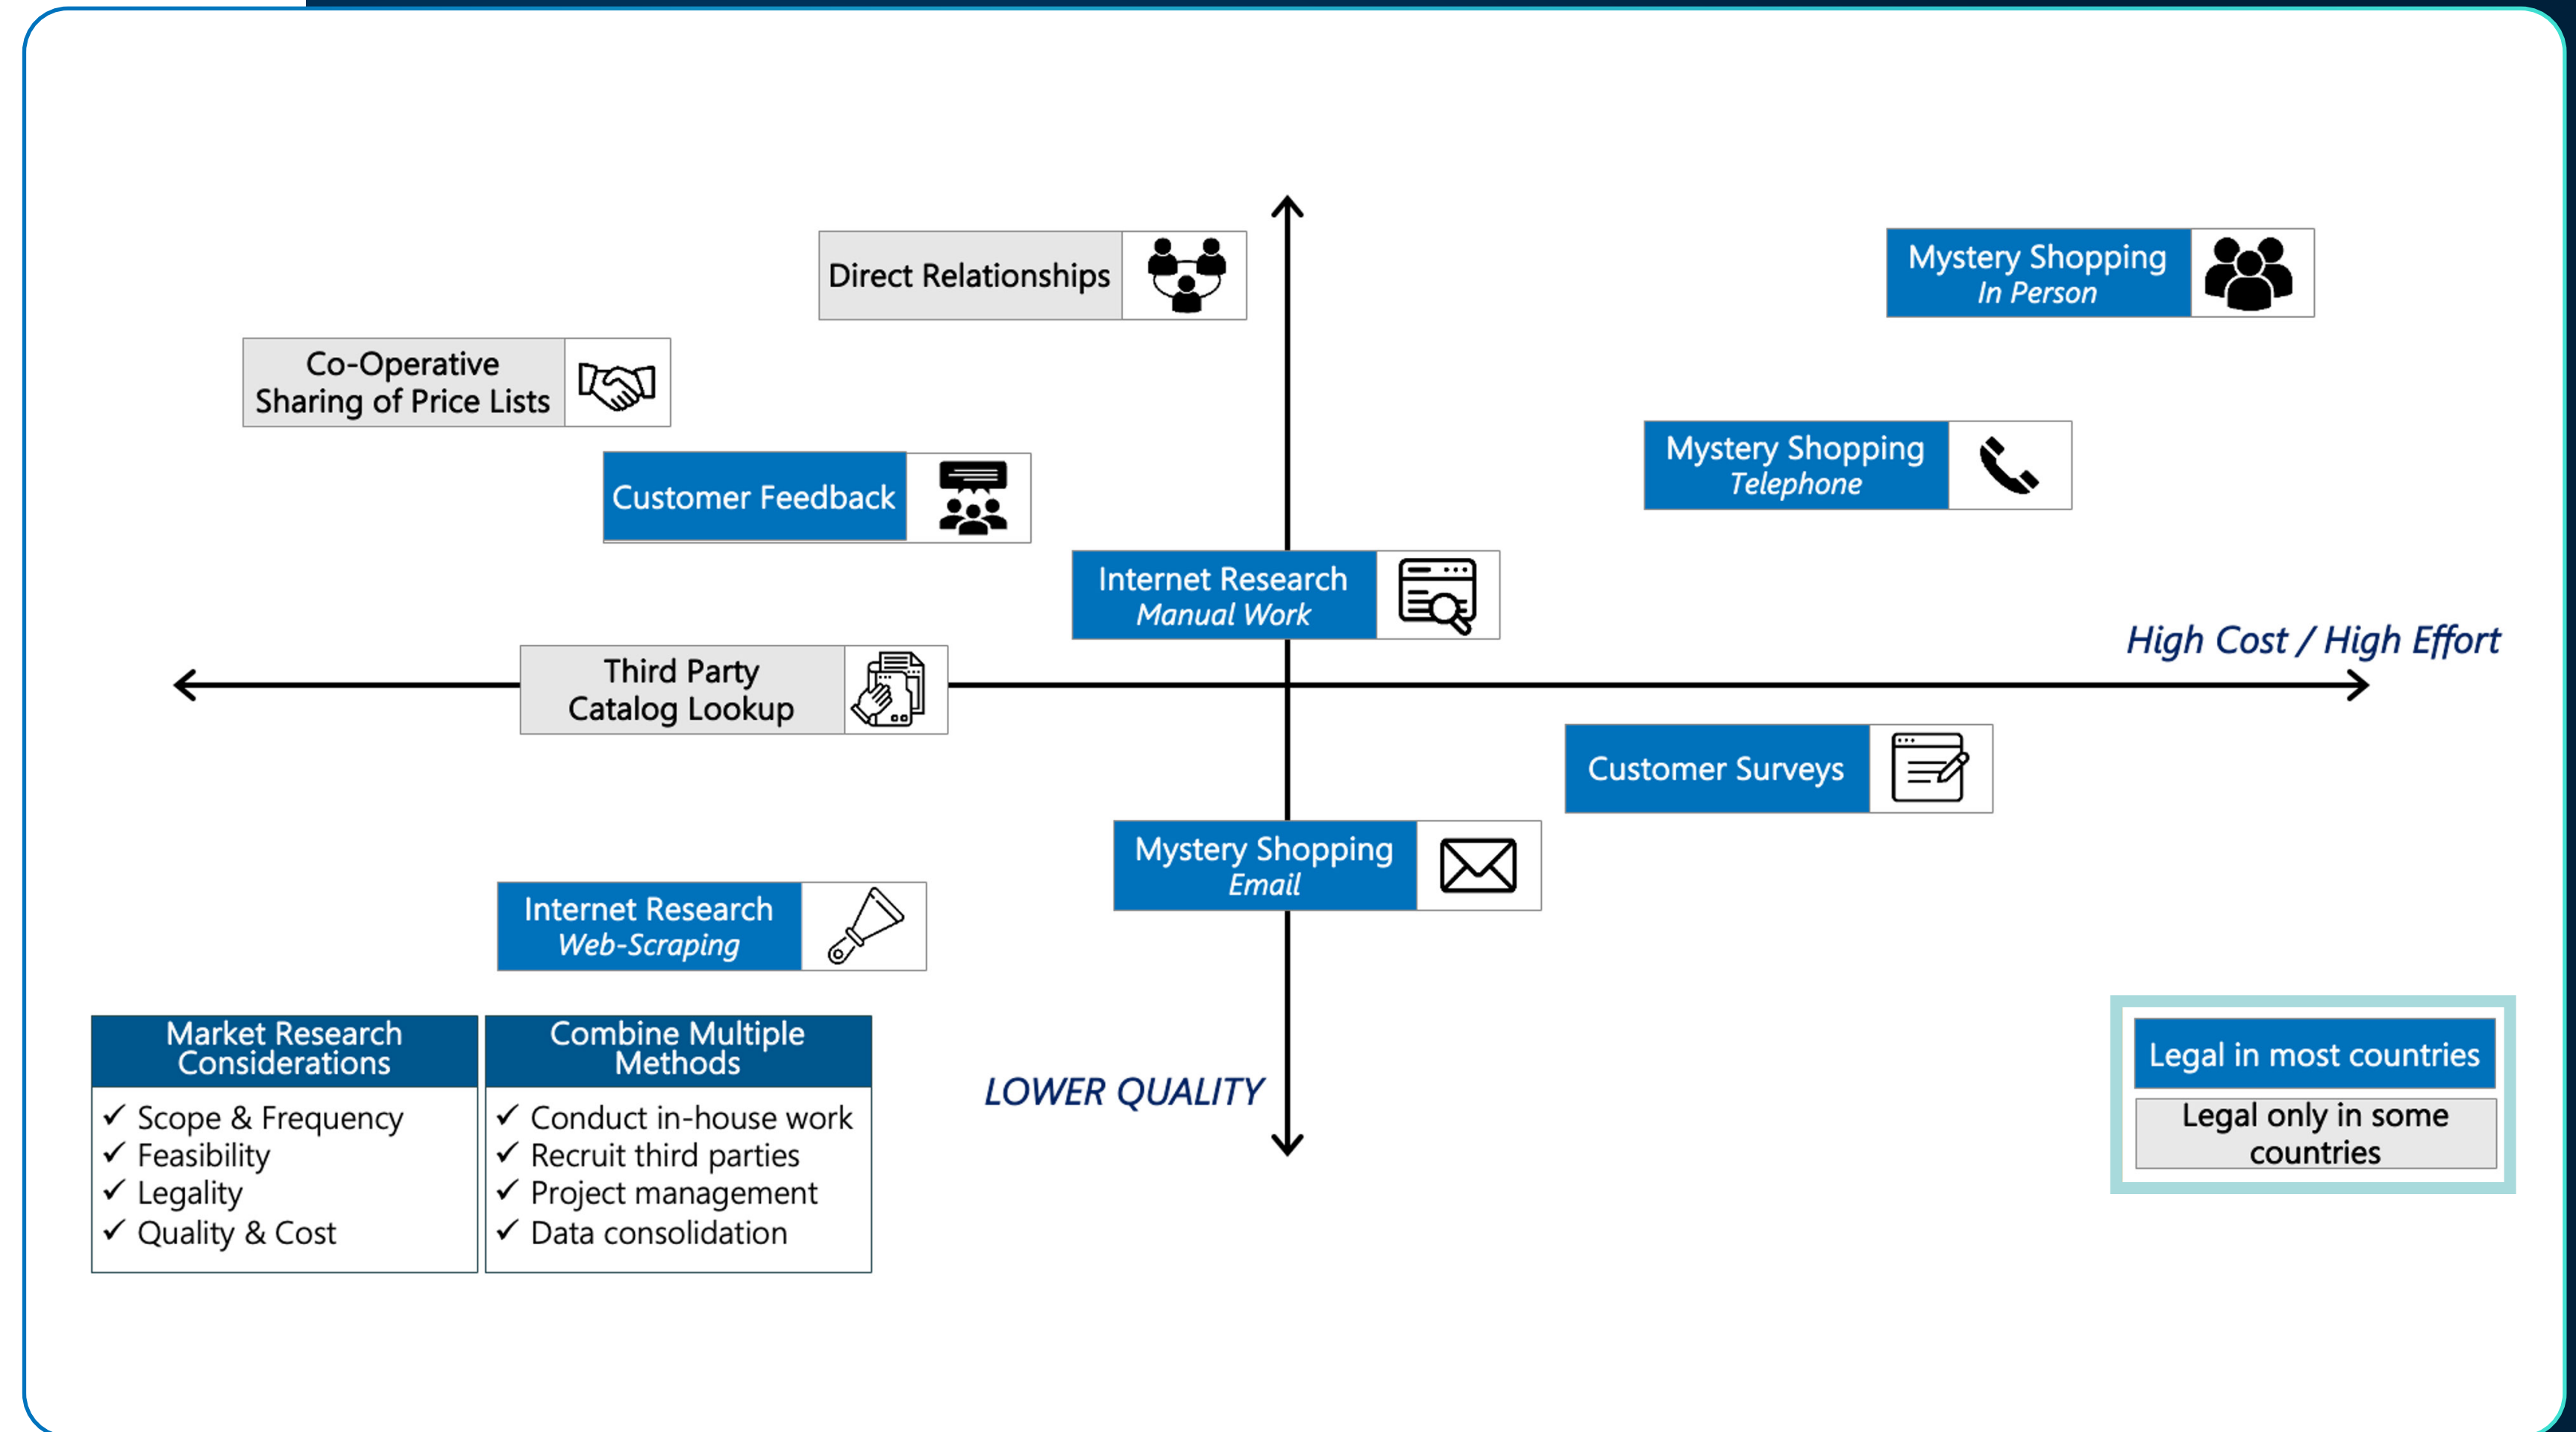 Direct Relationships
Mystery Shopping
In Person
Co-Operative
Sharing of Price Lists
Mystery Shopping
Telephone
Customer Feedback
Internet Research
Manual Work
High Cost / High Effort
Third Party
Catalog Lookup
Customer Surveys
Mystery Shopping
Email
Internet Research
Web-Scraping
Market Research
Considerations
✓ Scope & Frequency
✓ Feasibility
✓ Legality
✓ Quality & Cost
Combine Multiple
Methods
✓ Conduct in-house work
✓ Recruit third parties
✓ Project management
✓ Data consolidation
LOWER QUALITY
Legal in most countries
Legal only in some
countries